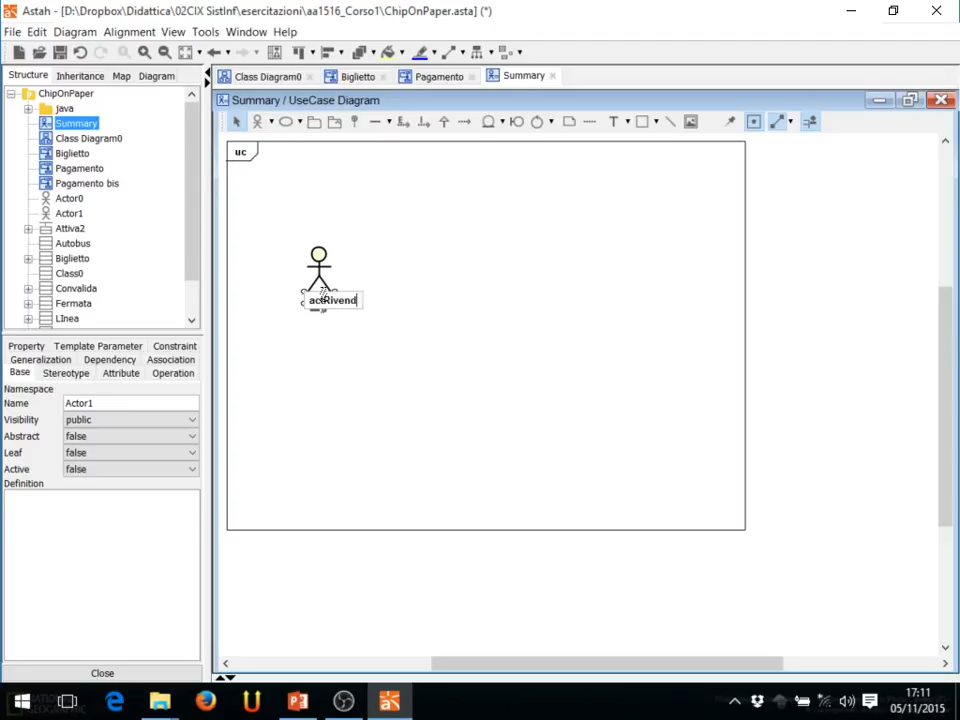 Astah - [D:\Dropbox\Didattica\02CIX SistInf\esercitazioni\aa1516_Corso1\ChipOnPaper.asta] (*)
File Edit Diagram Alignment View Tools Window Help
Structure Inheritance Map Diagram
Class Diagram0 Biglietto Pagamento Summary
ChipOnPaper
java
Summary
Class Diagram0
Biglietto
Pagamento
Pagamento bis
Actor0
Actor1
Attiva2
Autobus
Biglietto
Class0
Convalida
Fermata
LInea
Summary / UseCase Diagram
T
uc
actRivend
Property Template Parameter Constraint
Generalization Dependency Association
Base Stereotype Attribute Operation
Namespace
Name Actor1
Visibility public
Abstract false
Leaf false
Active false
Definition
Close
17:11
05/11/2015